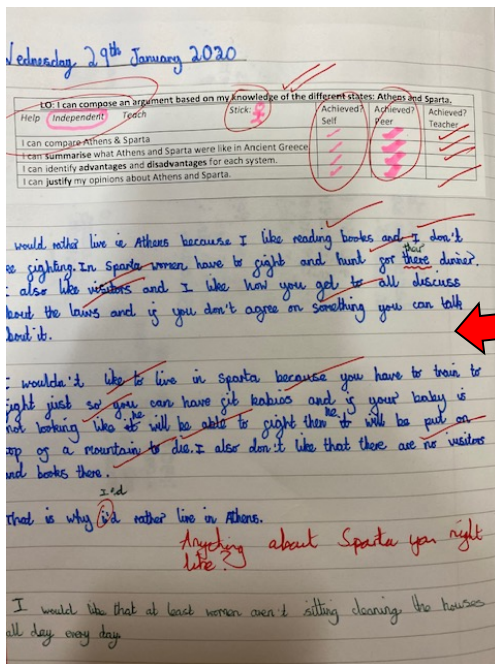 Wednesday 29th January 2020
LO: I can compose an argument based on my knowledge of the different states: Athens and Sparta.
Help Independent Teach Stick: Achieved? Self Achieved? Peer Achieved? Teacher
I can compare Athens & Sparta
I can summarise what Athens and Sparta were like in Ancient Greece
I can identify advantages and disadvantages for each system.
I can justify my opinions about Athens and Sparta.
would rather live in Athens because I like reading books and I don't
fighting. In Sparta women have to fight and hunt for there dinner.
their
also like visitors and I like how you get to all discuss
bout the laws and if you don't agree on something you can talk
bout it.
I wouldn't like to live in Sparta because you have to train to
ight just so you can have fit babies and if your baby is
not looking like it will be able to fight then it will be put on
he he
op of a mountain to die. I also don't like that there are no visitors
and books there.
I'd
That is why i'd rather live in Athens.
Anything about Sparta you might
like?
I would like that at least women aren't sitting cleaning the houses
all day every day.